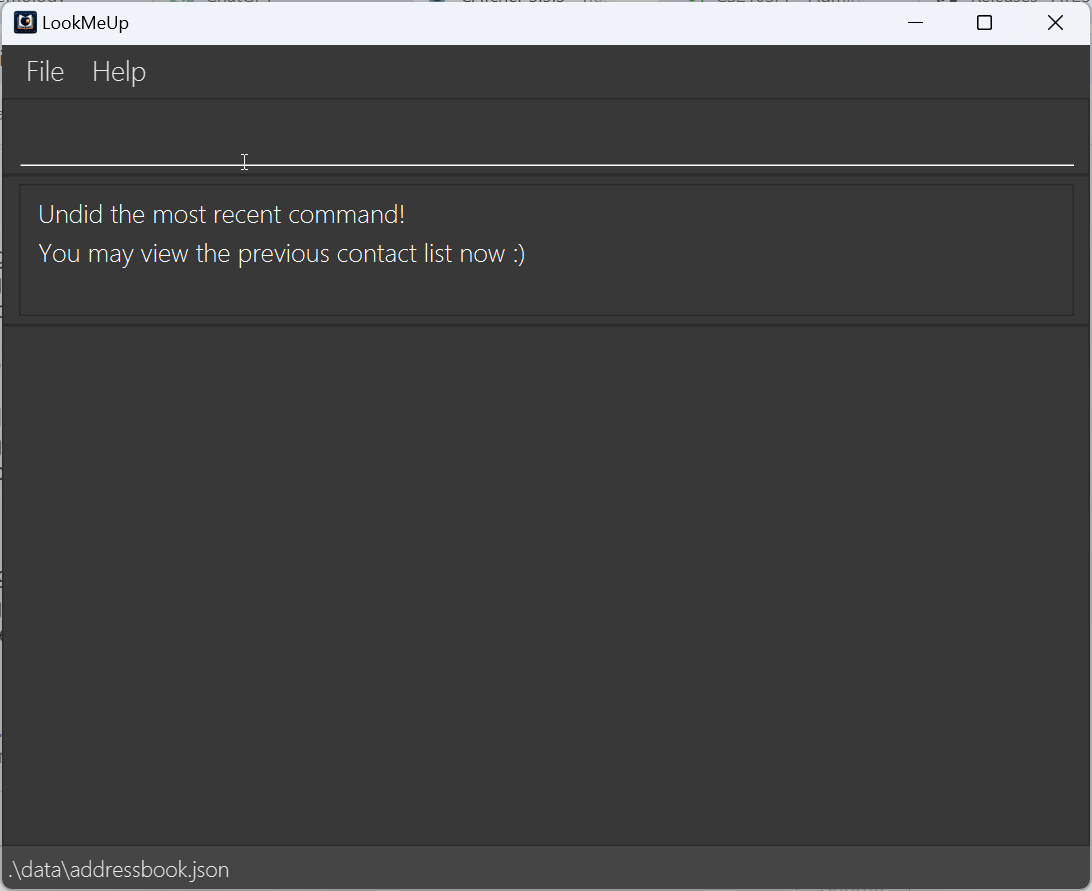 LookMeUp
File Help
Undid the most recent command!
You may view the previous contact list now :)
.\data\addressbook.json